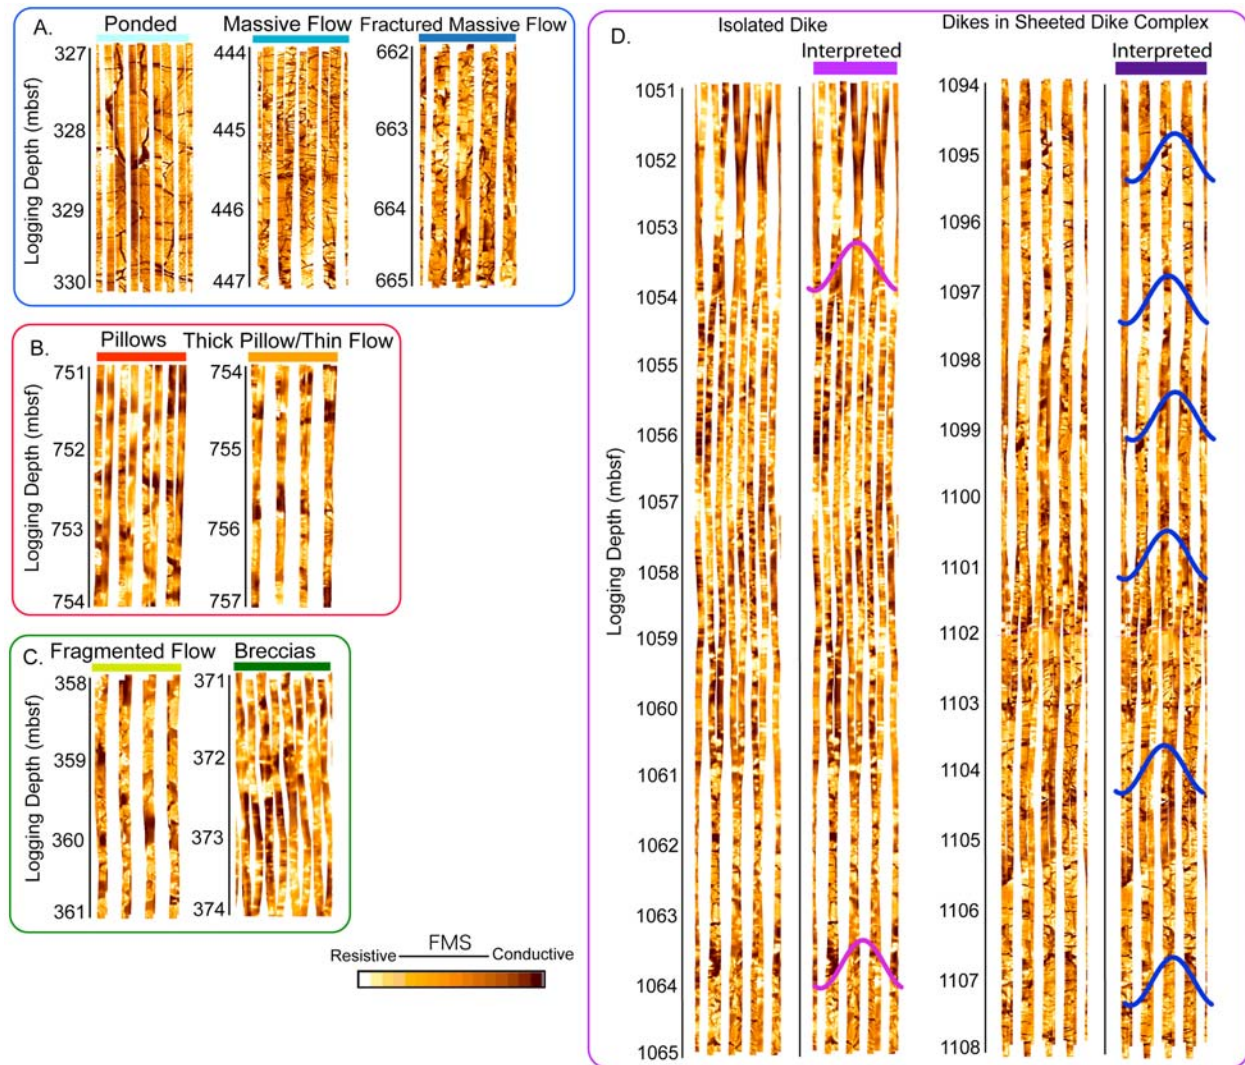 A.
Ponded
Massive Flow
Fractured Massive Flow
Logging Depth (mbsf)
327
328
329
330
444
445
446
447
662
663
664
665
B.
Pillows
Thick Pillow/Thin Flow
Logging Depth (mbsf)
751
752
753
754
754
755
756
757
C.
Fragmented Flow
Breccias
Logging Depth (mbsf)
358
359
360
361
371
372
373
374
FMS
Resistive
Conductive
D.
Isolated Dike
Dikes in Sheeted Dike Complex
Interpreted
Interpreted
Logging Depth (mbsf)
1051
1052
1053
1054
1055
1056
1057
1058
1059
1060
1061
1062
1063
1064
1065
1094
1095
1096
1097
1098
1099
1100
1101
1102
1103
1104
1105
1106
1107
1108